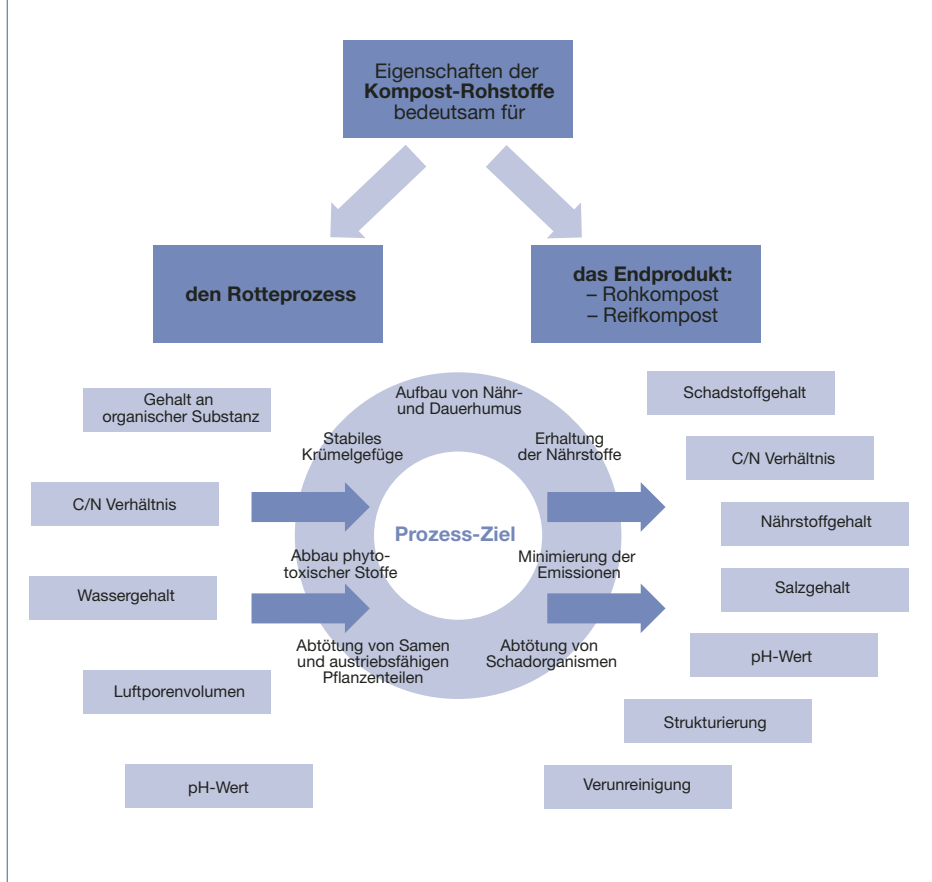 Eigenschaften der
Kompost-Rohstoffe
bedeutsam für
den Rotteprozess
das Endprodukt:
– Rohkompost
– Reifkompost
Gehalt an
organischer Substanz
C/N Verhältnis
Wassergehalt
Luftporenvolumen
pH-Wert
Aufbau von Nähr-
und Dauerhumus
Stabiles
Krümelgefüge
Erhaltung
der Nährstoffe
Prozess-Ziel
Abbau phyto-
toxischer Stoffe
Minimierung der
Emissionen
Abtötung von Samen
und austriebsfähigen
Pflanzenteilen
Abtötung von
Schadorganismen
Schadstoffgehalt
C/N Verhältnis
Nährstoffgehalt
Salzgehalt
pH-Wert
Strukturierung
Verunreinigung